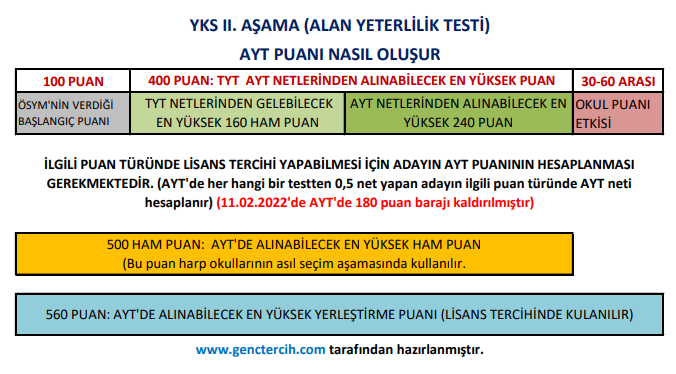 YKS II. AŞAMA (ALAN YETERLİLİK TESTİ)
AYT PUANI NASIL OLUŞUR
100 PUAN
400 PUAN: TYT AYT NETLERİNDEN ALINABİLECEK EN YÜKSEK PUAN
30-60 ARASI
ÖSYM'NİN VERDİĞİ
BAŞLANGIÇ PUANI
TYT NETLERİNDEN GELEBİLECEK
EN YÜKSEK 160 HAM PUAN
AYT NETLERİNDEN ALINABİLECEK EN
YÜKSEK 240 PUAN
OKUL PUANI
ETKİSİ
İLGİLİ PUAN TÜRÜNDE LİSANS TERCİHİ YAPABİLMESİ İÇİN ADAYIN AYT PUANININ HESAPLANMASI
GEREKMEKTEDİR. (AYT'de her hangi bir testten 0,5 net yapan adayın ilgili puan türünde AYT neti
hesaplanır) (11.02.2022'de AYT'de 180 puan barajı kaldırılmıştır)
500 HAM PUAN: AYT'DE ALINABİLECEK EN YÜKSEK HAM PUAN
(Bu puan harp okullarının asıl seçim aşamasında kullanılır.
560 PUAN: AYT'DE ALINABİLECEK EN YÜKSEK YERLEŞTİRME PUANI (LİSANS TERCİHİNDE KULANILIR)
www.genctercih.com tarafından hazırlanmıştır.